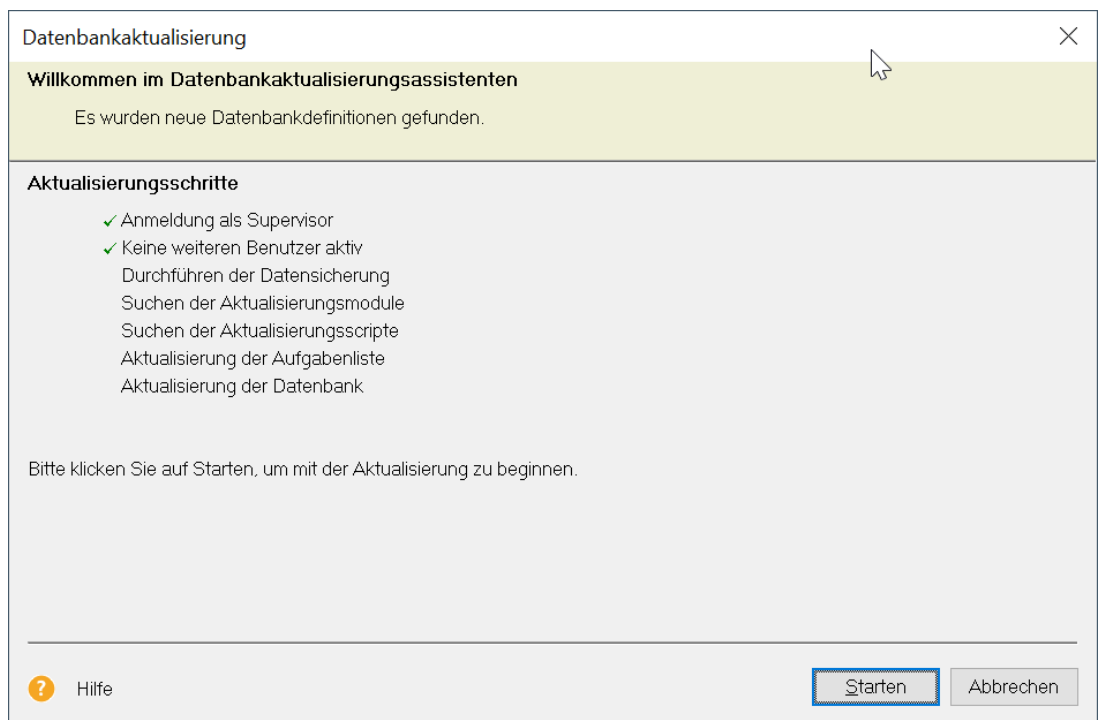 Datenbankaktualisierung
Willkommen im Datenbankaktualisierungsassistenten
Es wurden neue Datenbankdefinitionen gefunden.
Aktualisierungsschritte
✓ Anmeldung als Supervisor
✓ Keine weiteren Benutzer aktiv
Durchführen der Datensicherung
Suchen der Aktualisierungsmodule
Suchen der Aktualisierungsscripte
Aktualisierung der Aufgabenliste
Aktualisierung der Datenbank
Bitte klicken Sie auf Starten, um mit der Aktualisierung zu beginnen.
? Hilfe Starten Abbrechen